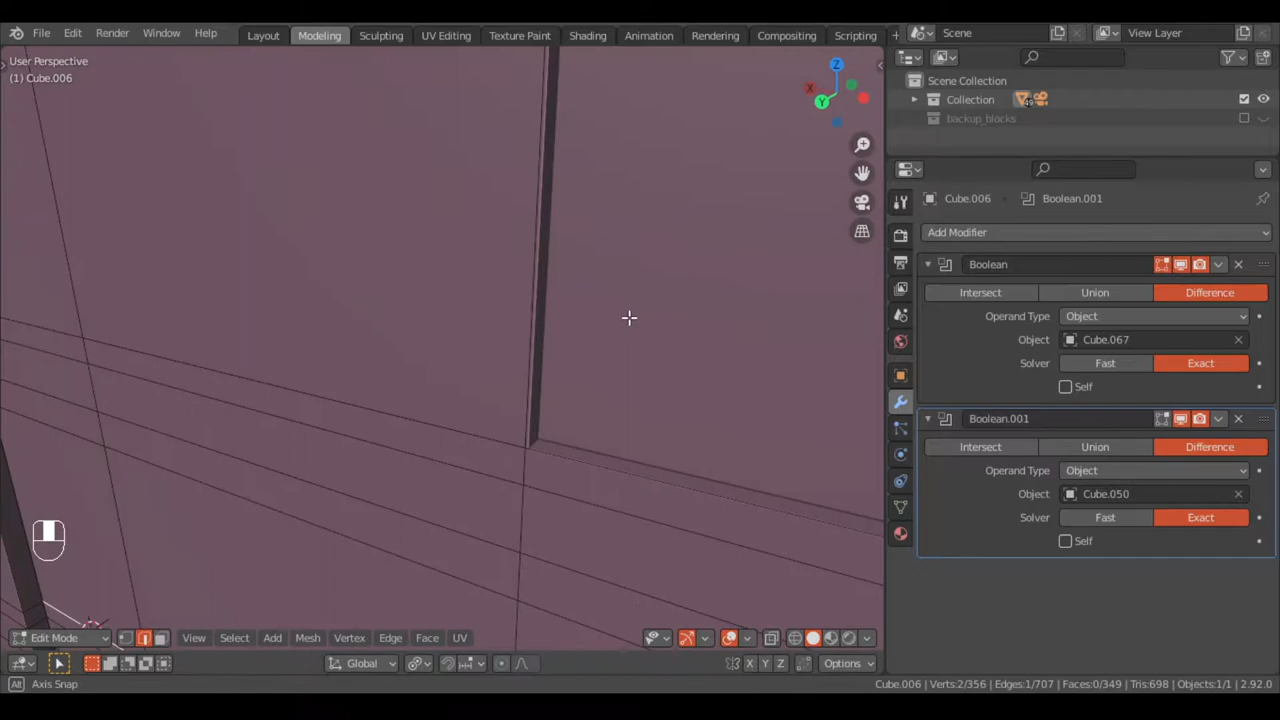 File Edit Render Window Help Layout Modeling Sculpting UV Editing Texture Paint Shading Animation Rendering Compositing Scripting + Scene View Layer
User Perspective
(1) Cube.006
Scene Collection
Collection 49
backup_blocks
X Y Z
Cube.006 Boolean.001
Add Modifier
Boolean
Intersect Union Difference
Operand Type Object
Object Cube.067
Solver Fast Exact
Self
Boolean.001
Intersect Union Difference
Operand Type Object
Object Cube.050
Solver Fast Exact
Self
Edit Mode View Select Add Mesh Vertex Edge Face UV
Global X Y Z Options
Alt Axis Snap Cube.006 | Verts:2/356 | Edges:1/707 | Faces:0/349 | Tris:698 | Objects:1/1 | 2.92.0